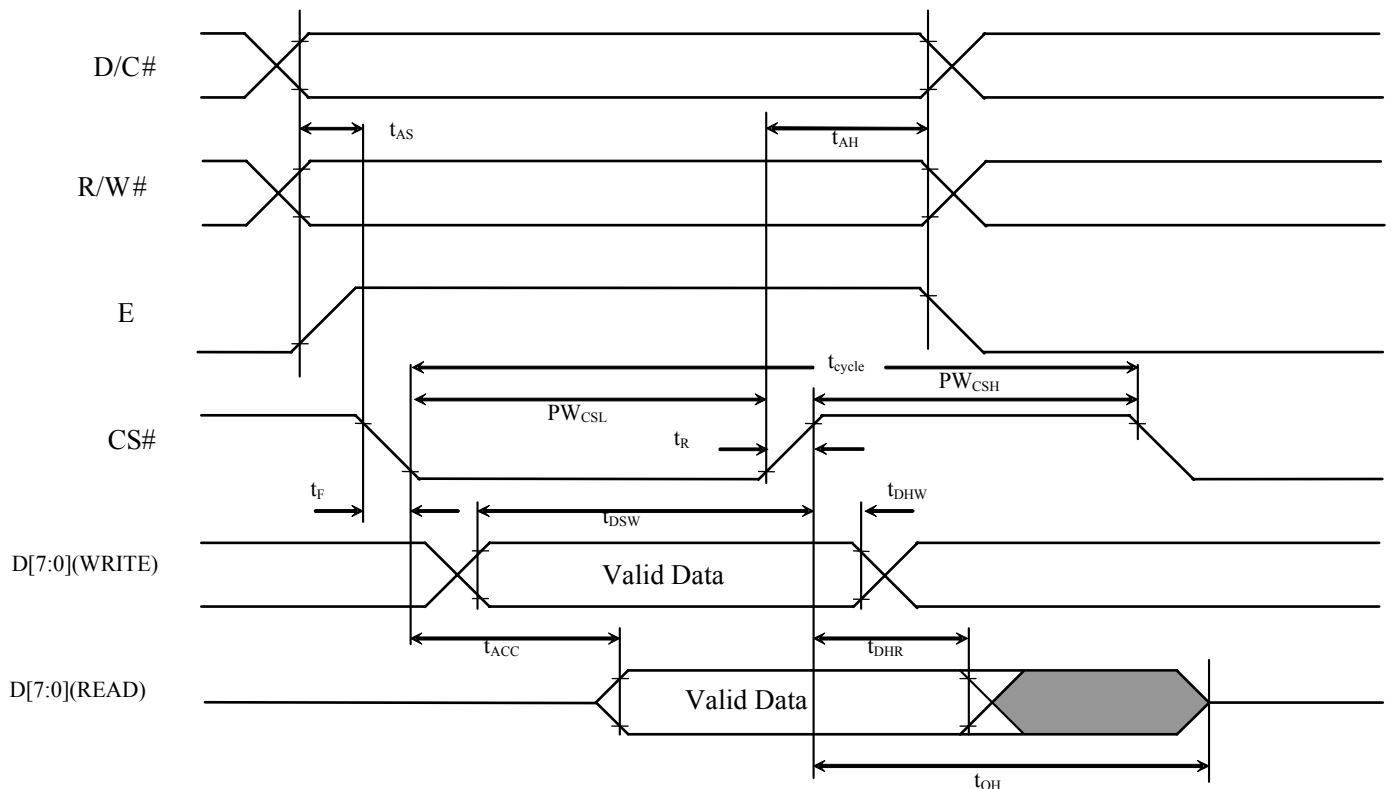 D/C#
tAS
tAH
R/W#
E
tcycle
PWCSH
PWCSL
CS#
tR
tF
tDHW
tDSW
D[7:0](WRITE)
Valid Data
tACC
tDHR
D[7:0](READ)
Valid Data
tOH